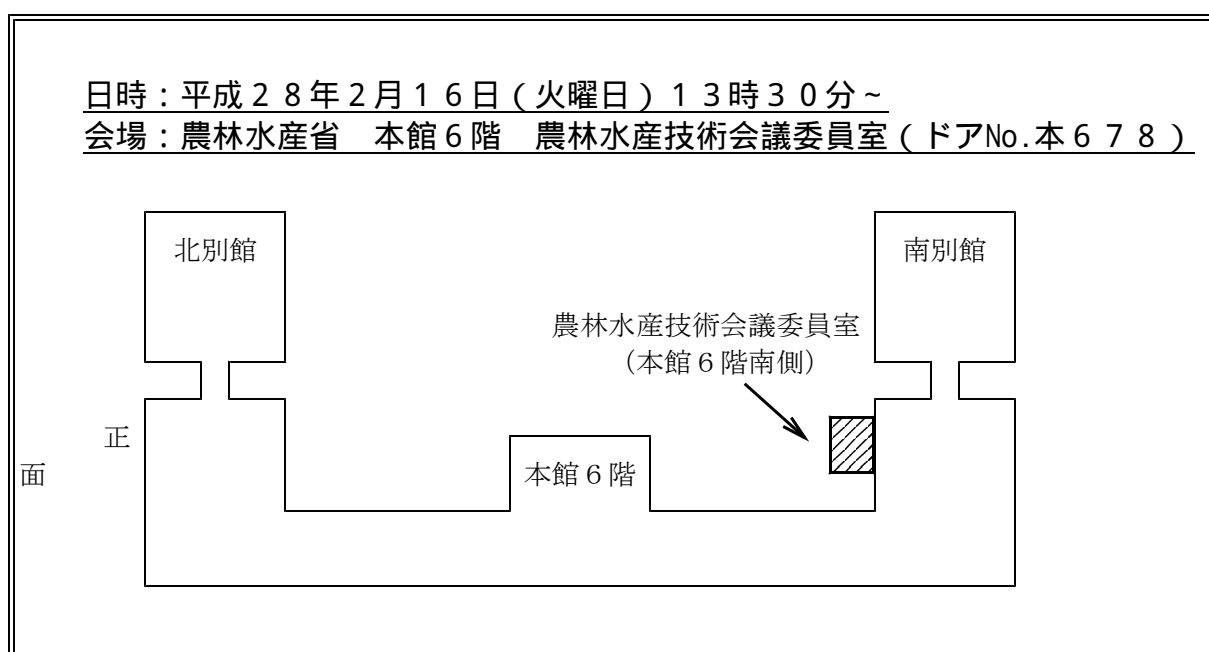 日時：平成２８年２月１６日（火曜日）１３時３０分~
会場：農林水産省　本館６階　農林水産技術会議委員室（ドアNo.本６７８）
北別館
南別館
農林水産技術会議委員室
（本館６階南側）
正
面
本館６階